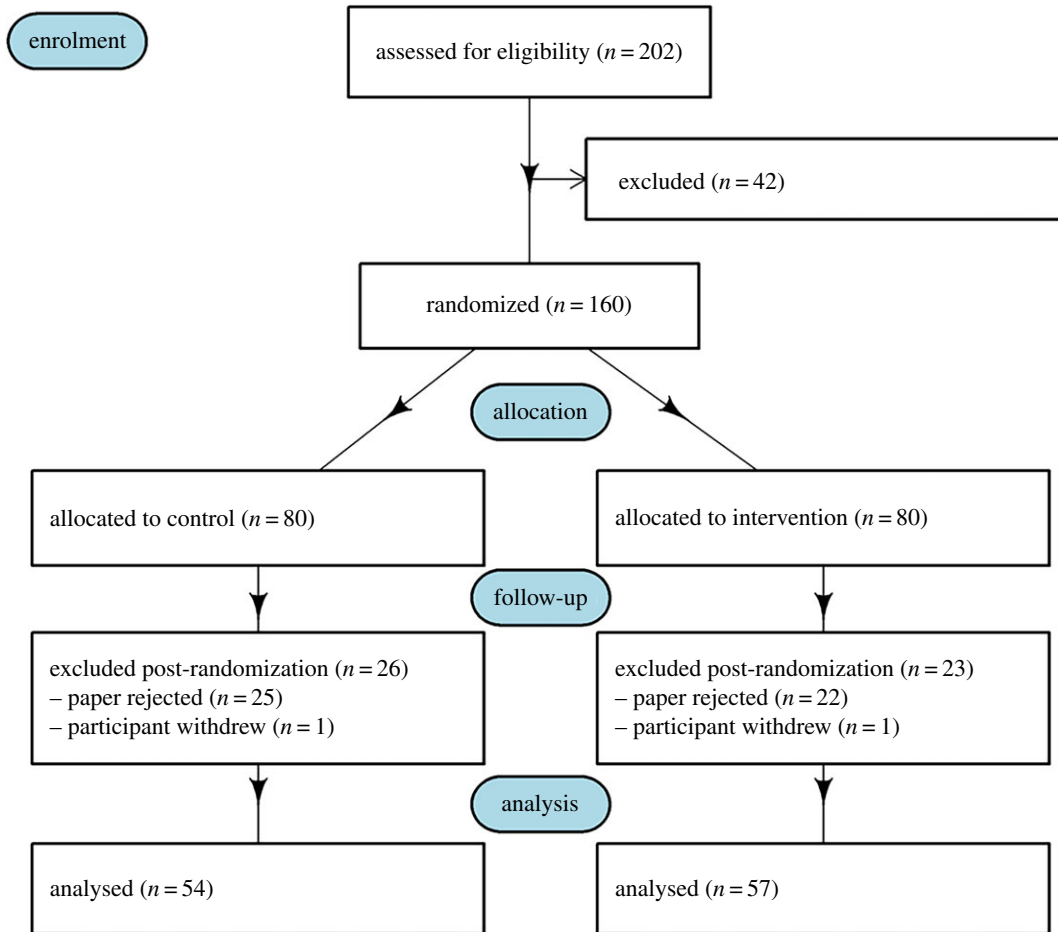 enrolment
assessed for eligibility (n = 202)
excluded (n = 42)
randomized (n = 160)
allocation
allocated to control (n = 80)
allocated to intervention (n = 80)
follow-up
excluded post-randomization (n = 26)
– paper rejected (n = 25)
– participant withdrew (n = 1)
excluded post-randomization (n = 23)
– paper rejected (n = 22)
– participant withdrew (n = 1)
analysis
analysed (n = 54)
analysed (n = 57)